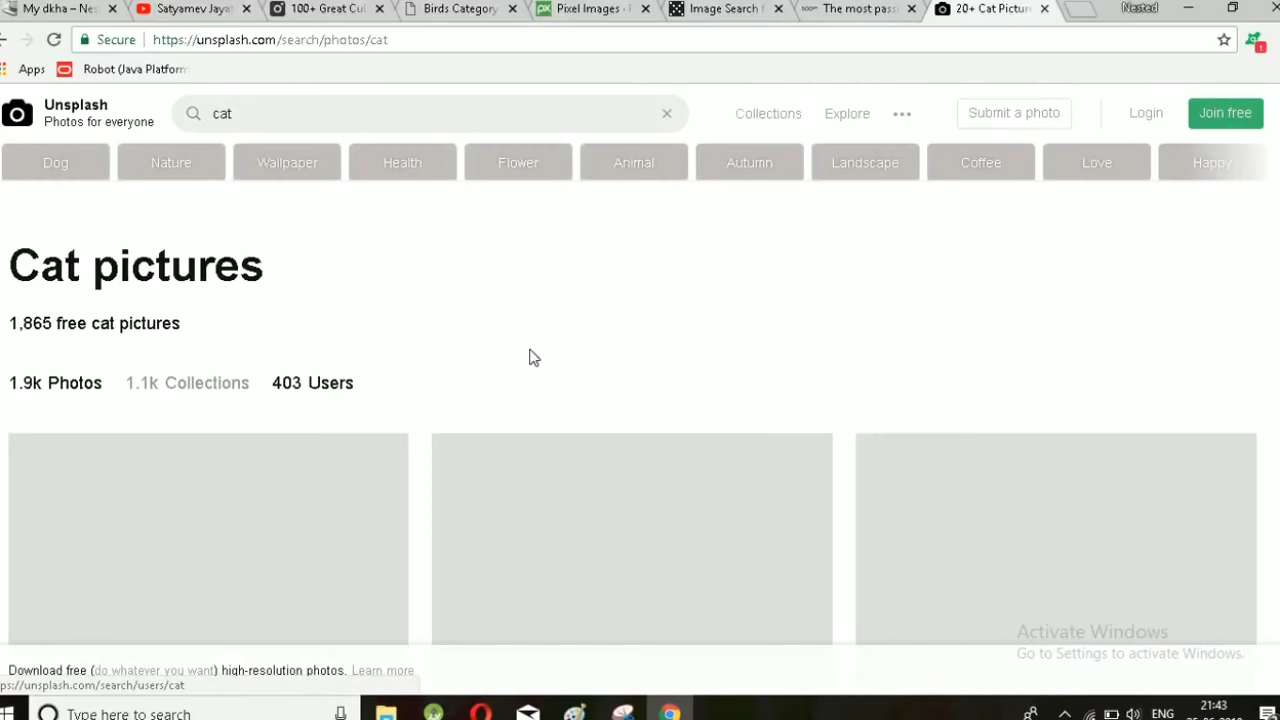 My dkha – Nes
Satyamev Jayat
100+ Great Cu
Birds Category
Pixel Images - F
Image Search f
The most pass
20+ Cat Pictur
Nested
Secure
https://unsplash.com/search/photos/cat
1
Apps
Robot (Java Platform
Unsplash
Photos for everyone
cat
Collections
Explore
Submit a photo
Login
Join free
Dog
Nature
Wallpaper
Health
Flower
Animal
Autumn
Landscape
Coffee
Love
Happy
Cat pictures
1,865 free cat pictures
1.9k Photos
1.1k Collections
403 Users
Activate Windows
Go to Settings to activate Windows.
Download free (do whatever you want) high-resolution photos. Learn more
ps://unsplash.com/search/users/cat
Type here to search
ENG
21:43